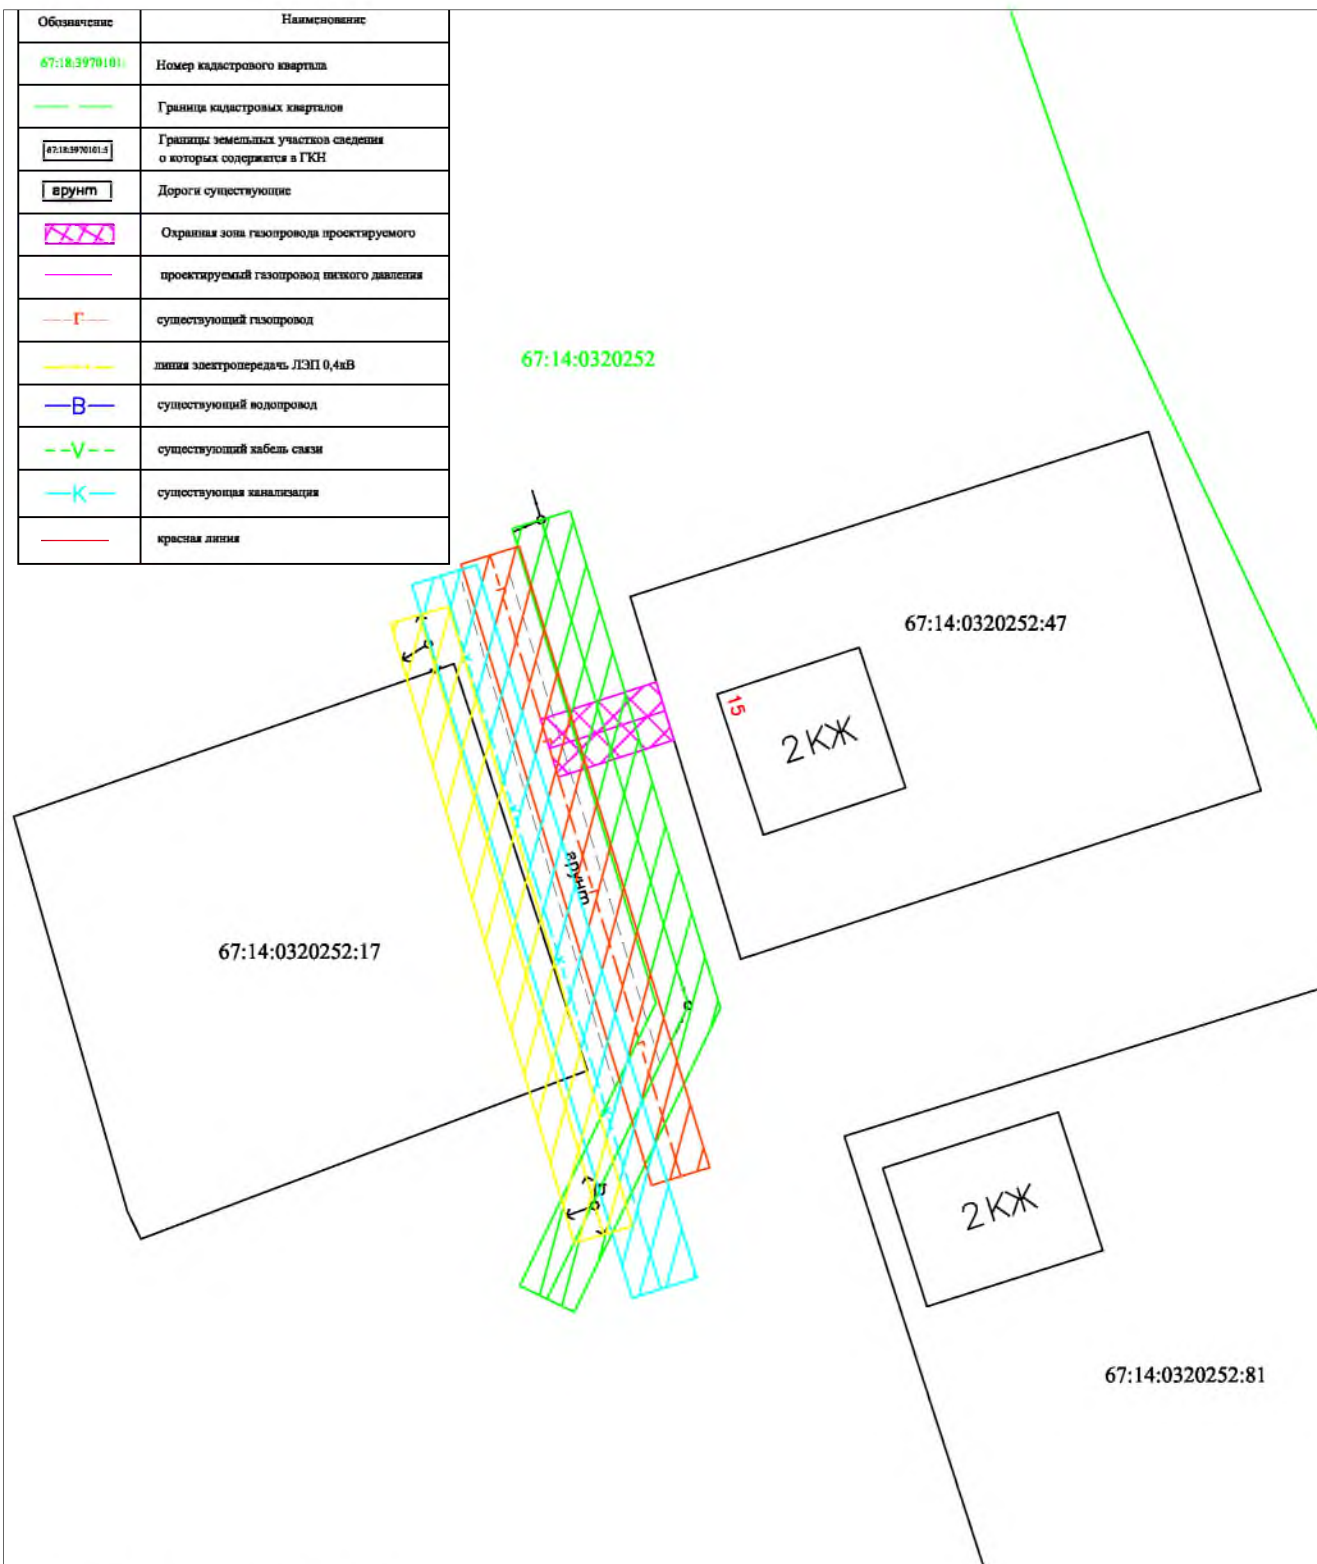 Обозначение Наименование
67:18:3970101: Номер кадастрового квартала
Граница кадастровых кварталов
67:18:3970101:5 Границы земельных участков сведения
о которых содержатся в ГКН
грунт Дороги существующие
Охранная зона газопровода проектируемого
проектируемый газопровод низкого давления
Г существующий газопровод
линия электропередачь ЛЭП 0,4кВ
В существующий водопровод
V существующий кабель связи
К существующая канализация
красная линия
67:14:0320252
67:14:0320252:47
15
2КЖ
грунт
67:14:0320252:17
2КЖ
67:14:0320252:81